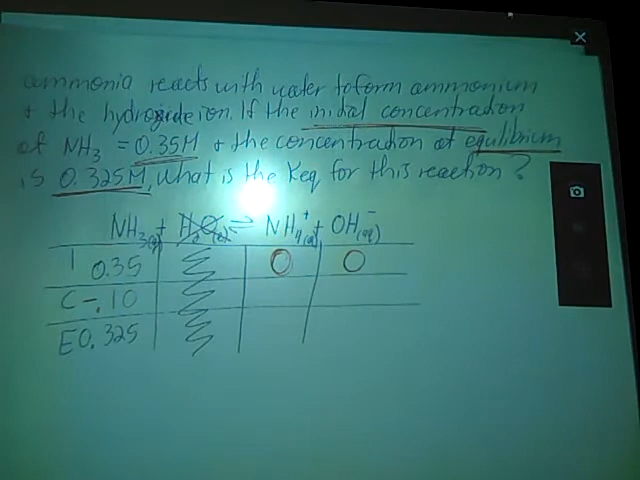 ammonia reacts with water to form ammonium
+ the hydroxide ion. If the initial concentration
of NH₃ = 0.35M + the concentration at equilibrium
is 0.325M, what is the Keq for this reaction?
NH₃(g) + H₂O(l) ⇌ NH₄⁺(aq) + OH⁻(aq)
I 0.35 0 0
C -.10
E 0.325